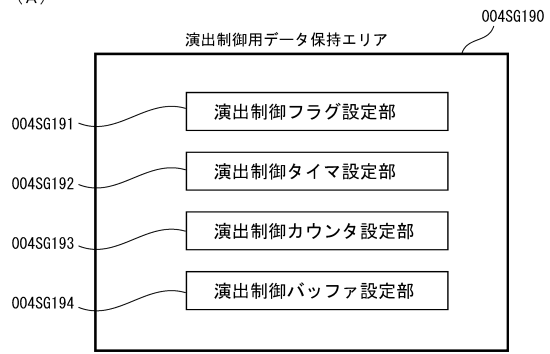 (A)
004SG190
演出制御用データ保持エリア
004SG191
演出制御フラグ設定部
004SG192
演出制御タイマ設定部
004SG193
演出制御カウンタ設定部
004SG194
演出制御バッファ設定部